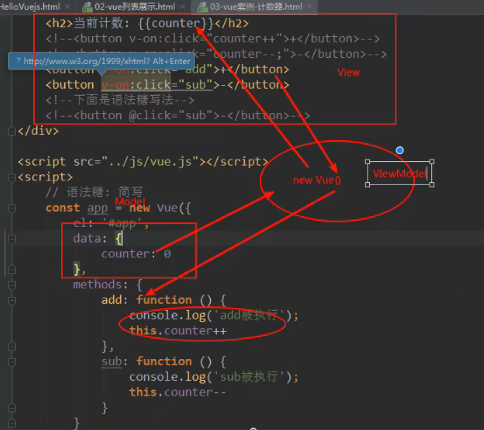 HelloVuejs.html × 02-vue列表展示.html × 03-vue案例-计数器.html ×
<h2>当前计数: {{counter}}</h2>
<!--<button v-on:click="counter++">+</button>-->
counter--;">-</button>-->
? http://www.w3.org/1999/xhtml? Alt+Enter
<button v-on:click="add">+</button>
View
<button v-on:click="sub">-</button>
<!--下面是语法糖写法-->
<!--<button @click="sub">-</button>-->
</div>
<script src="../js/vue.js"></script>
ViewModel
<script>
new Vue()
// 语法糖: 简写
Model
const app = new Vue({
el: '#app',
data: {
counter: 0
},
methods: {
add: function () {
console.log('add被执行');
this.counter++
},
sub: function () {
console.log('sub被执行');
this.counter--
}
}